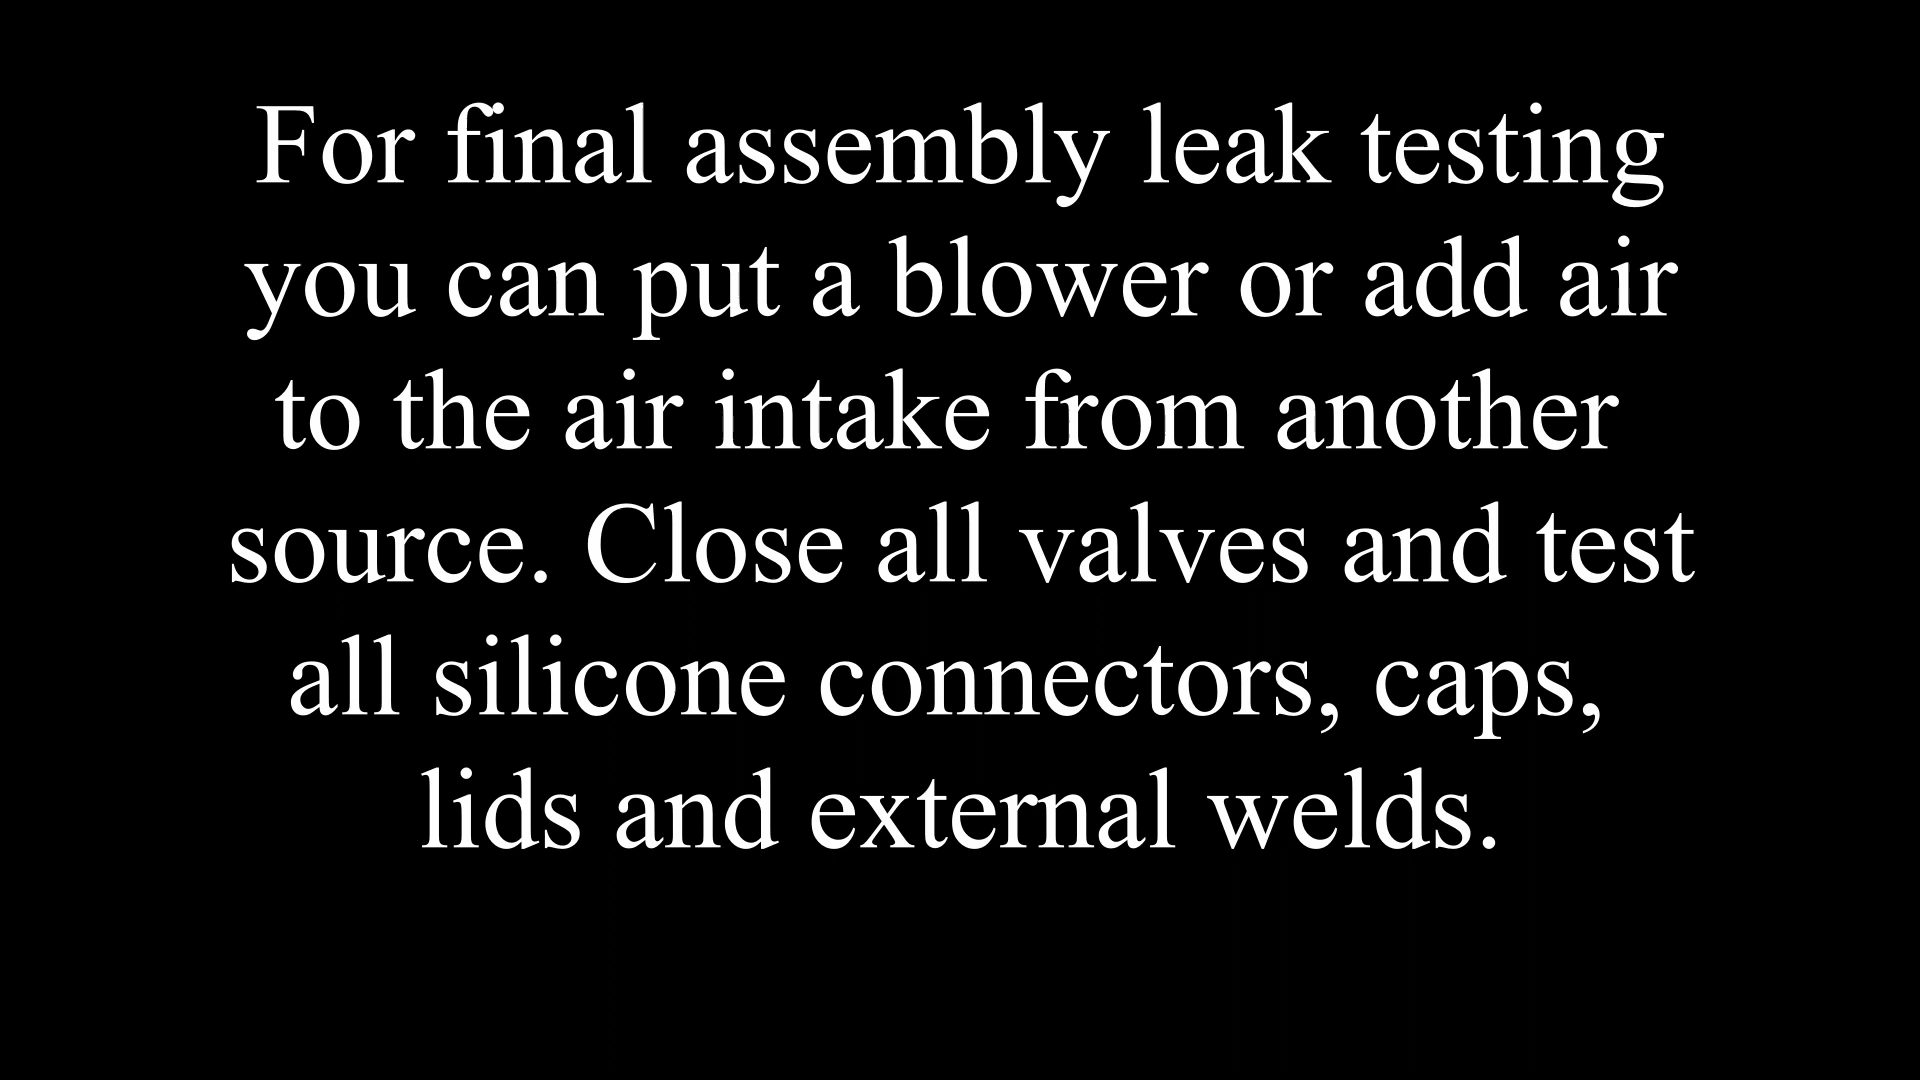 For final assembly leak testing
you can put a blower or add air
to the air intake from another
source. Close all valves and test
all silicone connectors, caps,
lids and external welds.